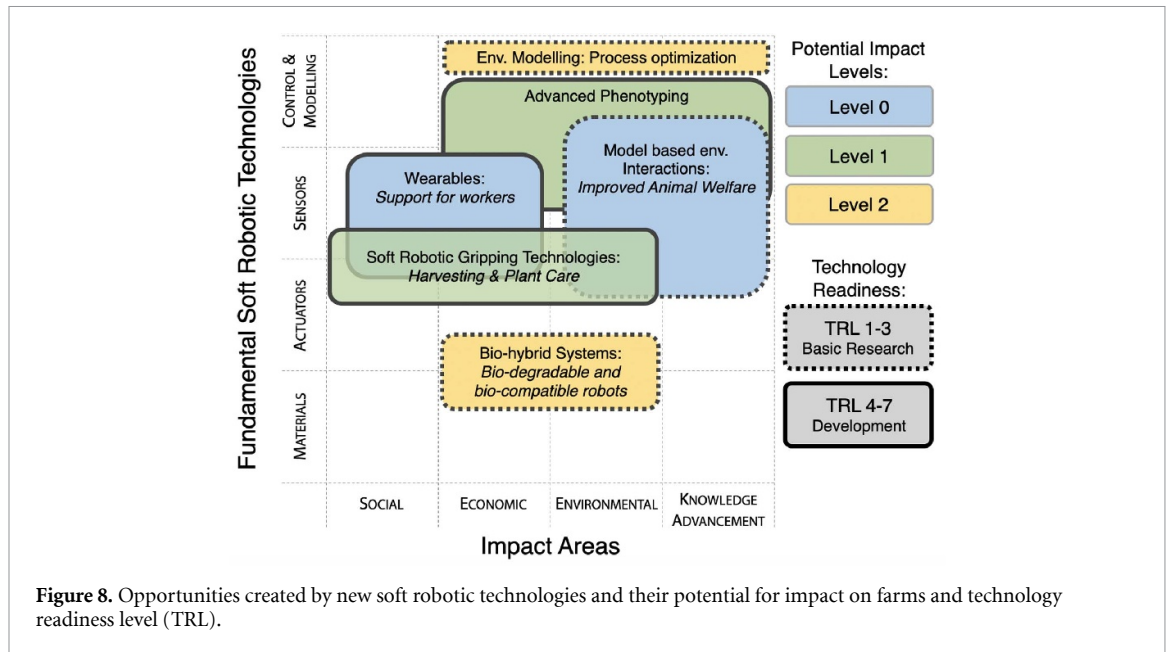 Fundamental Soft Robotic Technologies
CONTROL &
MODELLING
SENSORS
ACTUATORS
MATERIALS
Env. Modelling: Process optimization
Advanced Phenotyping
Model based env.
Interactions:
Improved Animal Welfare
Wearables:
Support for workers
Soft Robotic Gripping Technologies:
Harvesting & Plant Care
Bio-hybrid Systems:
Bio-degradable and
bio-compatible robots
SOCIAL
ECONOMIC
ENVIRONMENTAL
KNOWLEDGE
ADVANCEMENT
Impact Areas
Potential Impact
Levels:
Level 0
Level 1
Level 2
Technology
Readiness:
TRL 1-3
Basic Research
TRL 4-7
Development
Figure 8. Opportunities created by new soft robotic technologies and their potential for impact on farms and technology
readiness level (TRL).